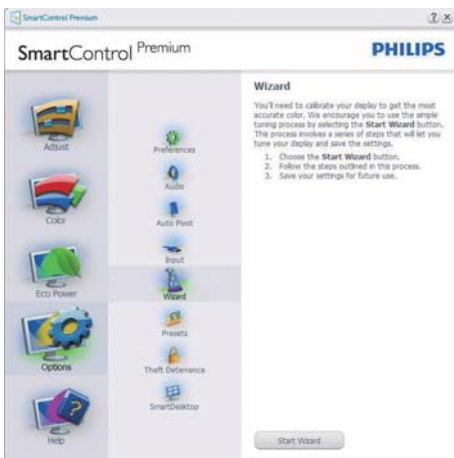 SmartControl Premium
SmartControl Premium
PHILIPS
Adjust
Color
Eco Power
Options
Help
Preferences
Audio
Auto Pivot
Input
Wizard
Presets
Theft Deterrence
SmartDesktop
Wizard
You'll need to calibrate your display to get the most
accurate color. We encourage you to use the simple
tuning process by selecting the Start Wizard button.
This process involves a series of steps that will let you
tune your display and save the settings.
1. Choose the Start Wizard button.
2. Follow the steps outlined in the process.
3. Save your settings for future use.
Start Wizard